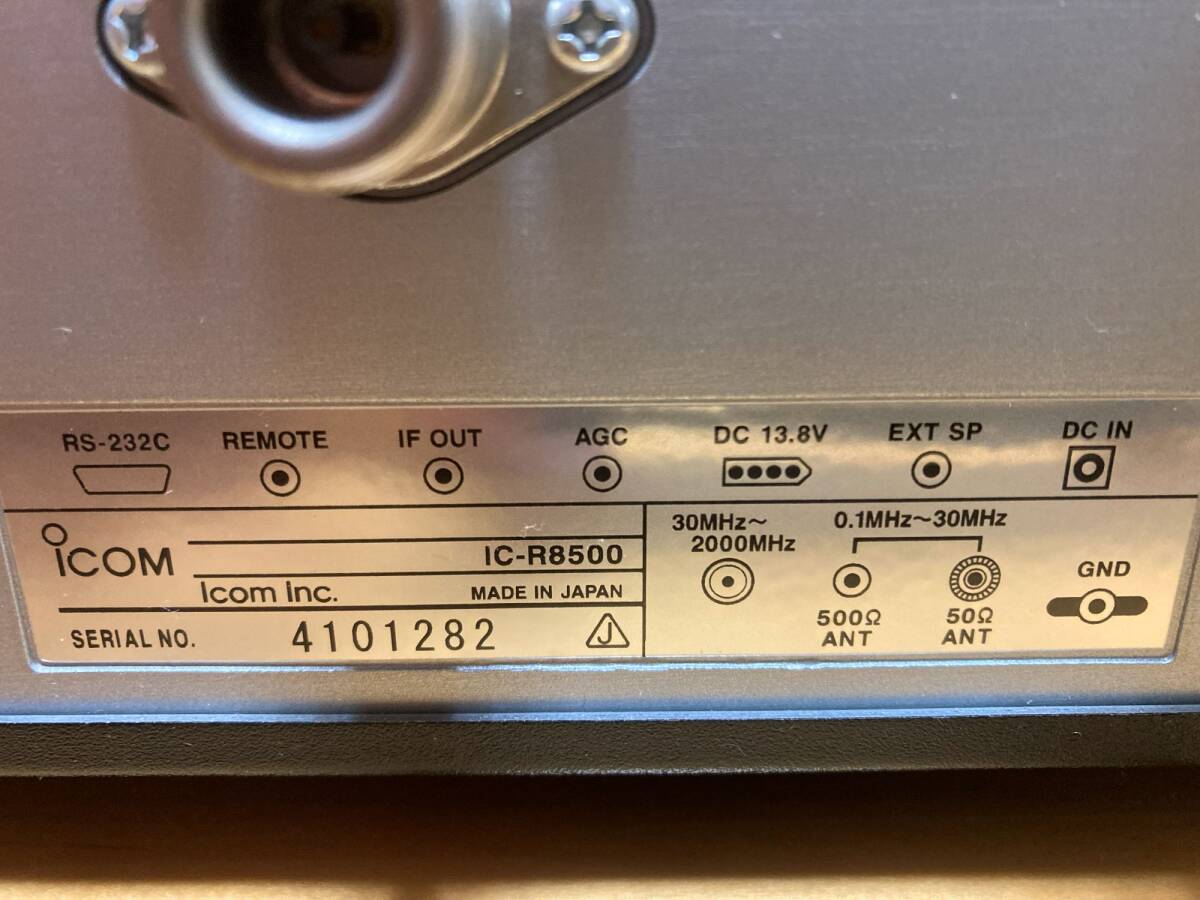 RS-232C REMOTE IF OUT AGC DC 13.8V EXT SP DC IN
ICOM
IC-R8500
Icom Inc. MADE IN JAPAN
SERIAL NO. 4101282 J
30MHz~
2000MHz
0.1MHz~30MHz
500Ω
ANT
50Ω
ANT
GND